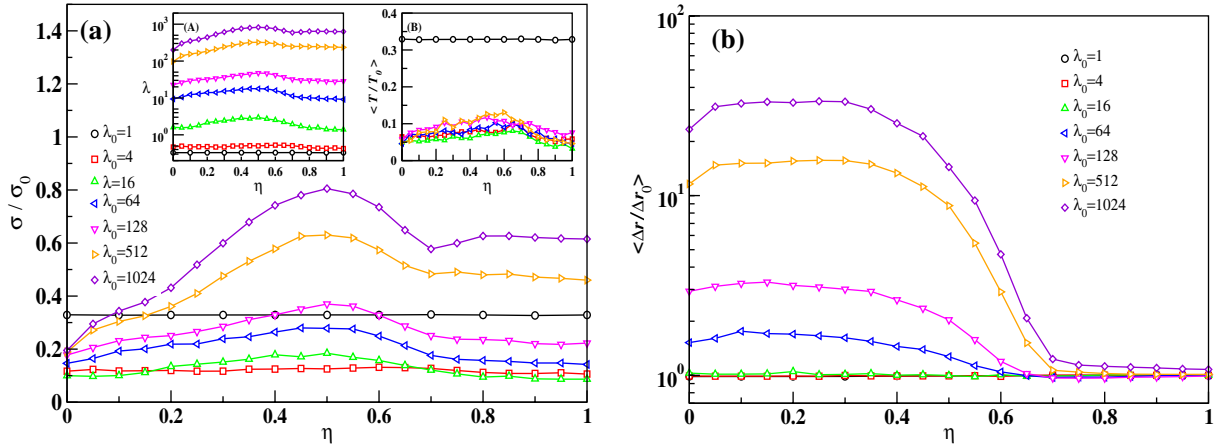 (a)
σ / σ₀
1.4
1.2
1
0.8
0.6
0.4
0.2
0
0 0.2 0.4 0.6 0.8 1
η
λ₀=1
λ₀=4
λ=16
λ₀=64
λ₀=128
λ₀=512
λ₀=1024
(A)
λ
10³
10²
10¹
10⁰
0 0.2 0.4 0.6 0.8 1
η
(B)
< T / T₀ >
0.4
0.3
0.2
0.1
0
0 0.2 0.4 0.6 0.8 1
η
(b)
<Δr/Δr₀>
10²
10¹
10⁰
0 0.2 0.4 0.6 0.8 1
η
λ₀=1
λ₀=4
λ₀=16
λ₀=64
λ₀=128
λ₀=512
λ₀=1024